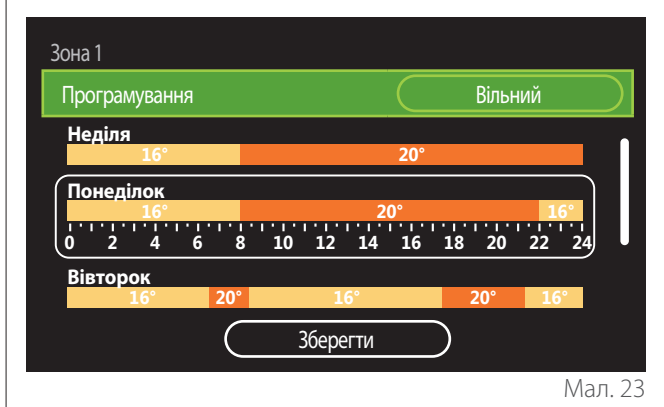 Зона 1
Програмування Вільний
Неділя
16° 20°
Понеділок
16° 20° 16°
0 2 4 6 8 10 12 14 16 18 20 22 24
Вівторок
16° 20° 16° 20° 16°
Зберегти
Мал. 23